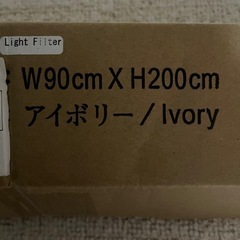 Light Filter
: W90cm X H200cm
アイボリー/Ivory